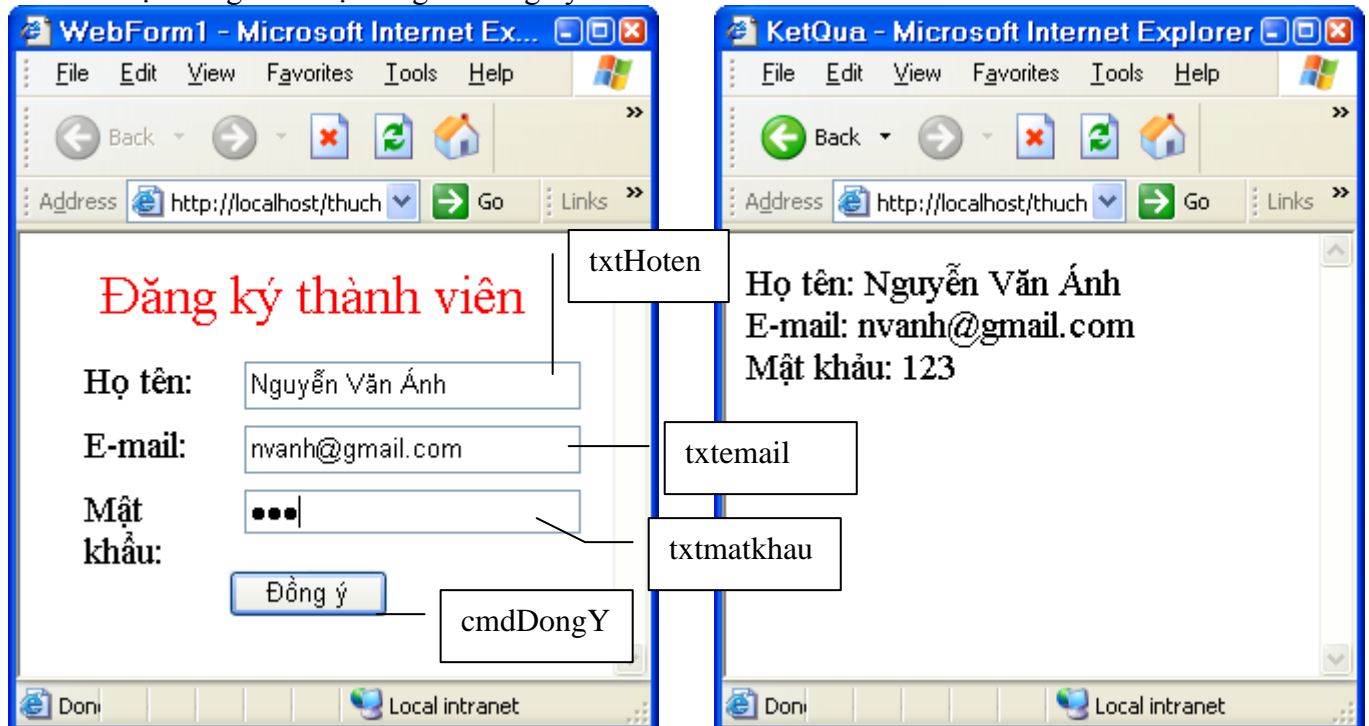 WebForm1 - Microsoft Internet Ex...
File Edit View Favorites Tools Help
Back
»
Address http://localhost/thuch Go Links »
Đăng ký thành viên
Họ tên: Nguyễn Văn Ánh
E-mail: nvanh@gmail.com
Mật
khẩu:
Đồng ý
txtHoten
txtemail
txtmatkhau
cmdDongY
Local intranet
KetQua - Microsoft Internet Explorer
File Edit View Favorites Tools Help
Back
»
Address http://localhost/thuch Go Links »
Họ tên: Nguyễn Văn Ánh
E-mail: nvanh@gmail.com
Mật khảu: 123
Local intranet